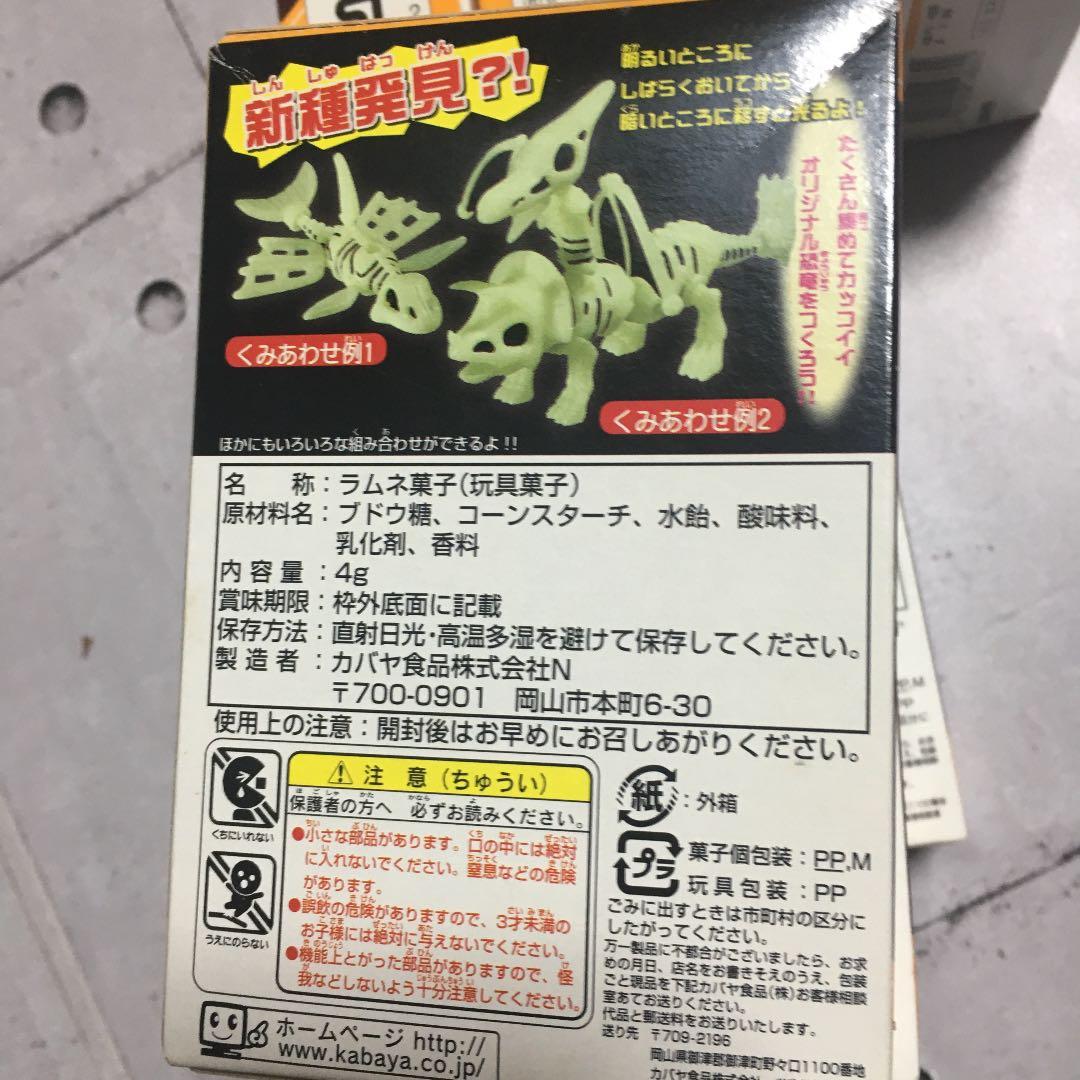 新種発見?!
しんしゅはっけん
明るいところに
しばらくおいてから
暗いところに移すと光るよ!
たくさん集めてカッコイイ
オリジナル恐竜をつくろう!!
くみあわせ例1
くみあわせ例2
ほかにもいろいろな組み合わせができるよ!!
名 称:ラムネ菓子(玩具菓子)
原材料名:ブドウ糖、コーンスターチ、水飴、酸味料、
乳化剤、香料
内容量:4g
賞味期限:枠外底面に記載
保存方法:直射日光・高温多湿を避けて保存してください。
製造者:カバヤ食品株式会社N
〒700-0901 岡山市本町6-30
使用上の注意:開封後はお早めにお召しあがりください。
くちにいれない
うえにのらない
⚠注 意(ちゅうい)
保護者の方へ 必ずお読みください。
●小さな部品があります。口の中には絶対
に入れないでください。窒息などの危険
があります。
●誤飲の危険がありますので、3才未満の
お子様には絶対に与えないでください。
●機能上とがった部品がありますので、怪
我などしないよう十分注意してください。
ホームページ http://
www.kabaya.co.jp/
紙:外箱
プラ
菓子個包装:PP,M
玩具包装:PP
ごみに出すときは市町村の区分に
したがってください。
万一製品に不都合がございましたら、お求
めの月日、店名をお書きそえのうえ、包装
ごと現品を下記カバヤ食品(株)お客様相談
室あてお送りください。
代品と郵送料をお送りいたします。
送り先 〒709-2196
岡山県御津郡御津町野々口1100番地
カバヤ食品株式会社